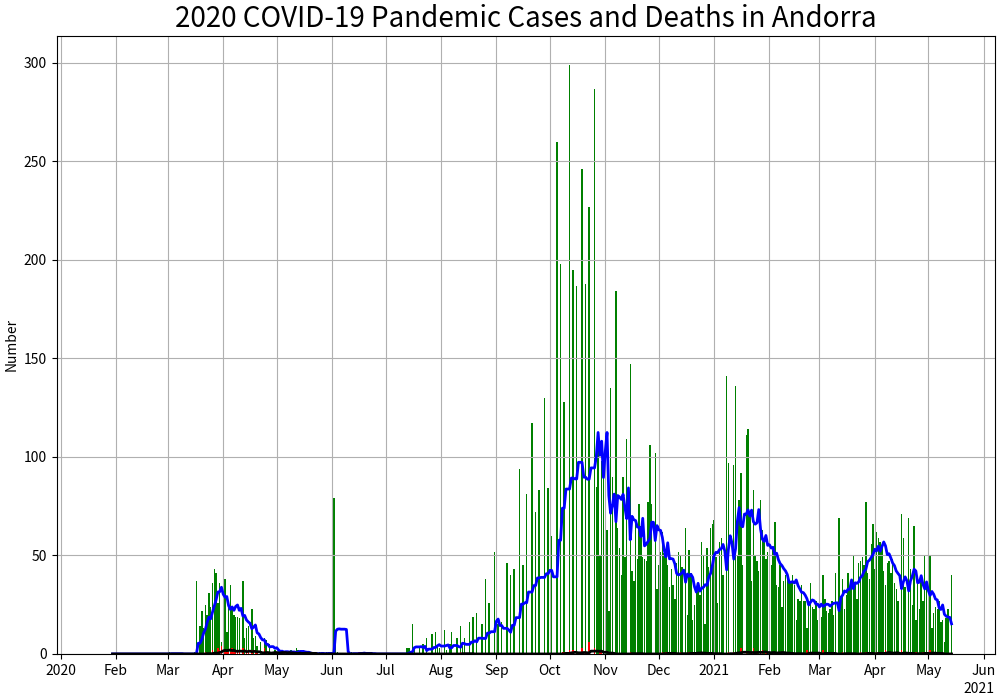 2020 COVID-19 Pandemic Cases and Deaths in Andorra
300
250
200
150
100
50
0
Number
2020 Feb Mar Apr May Jun Jul Aug Sep Oct Nov Dec 2021 Feb Mar Apr May Jun
2021